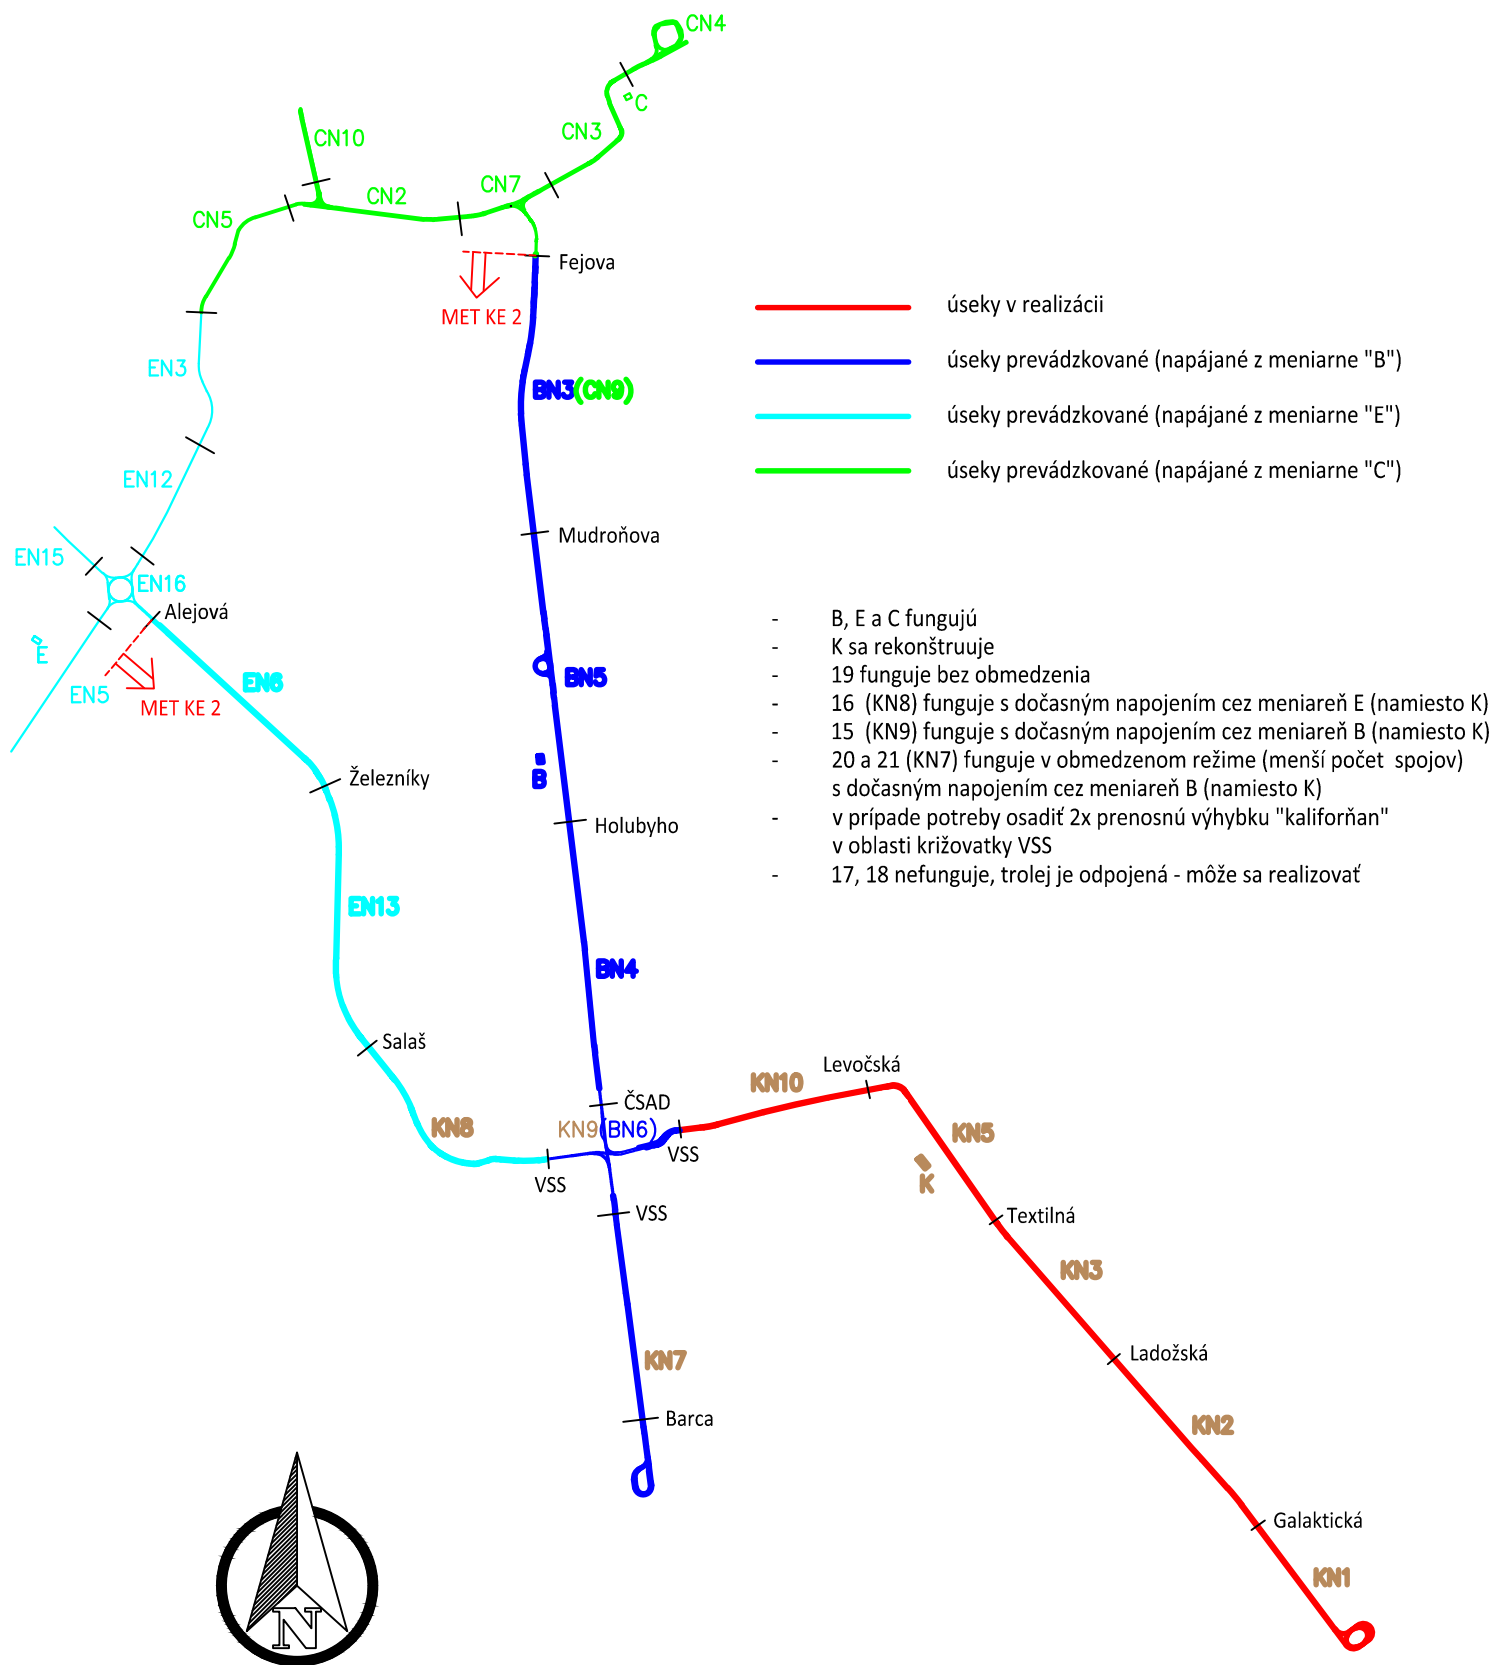 CN4
C
CN3
CN10
CN7
CN2
CN5
Fejova
MET KE 2
úseky v realizácii
úseky prevádzkované (napájané z meniarne "B")
úseky prevádzkované (napájané z meniarne "E")
úseky prevádzkované (napájané z meniarne "C")
EN3
BN3(CN9)
EN12
Mudroňova
EN15
EN16
Alejová
E
EN5
MET KE 2
EN6
BN5
- B, E a C fungujú
- K sa rekonštruuje
- 19 funguje bez obmedzenia
- 16 (KN8) funguje s dočasným napojením cez meniareň E (namiesto K)
- 15 (KN9) funguje s dočasným napojením cez meniareň B (namiesto K)
- 20 a 21 (KN7) funguje v obmedzenom režime (menší počet spojov)
s dočasným napojením cez meniareň B (namiesto K)
- v prípade potreby osadiť 2x prenosnú výhybku "kaliforňan"
v oblasti križovatky VSS
- 17, 18 nefunguje, trolej je odpojená - môže sa realizovať
Železníky
B
Holubyho
EN13
BN4
Salaš
Levočská
KN10
ČSAD
KN8
KN9(BN6)
KN5
VSS
VSS
K
VSS
Textilná
KN3
KN7
Ladožská
Barca
KN2
Galaktická
KN1
N